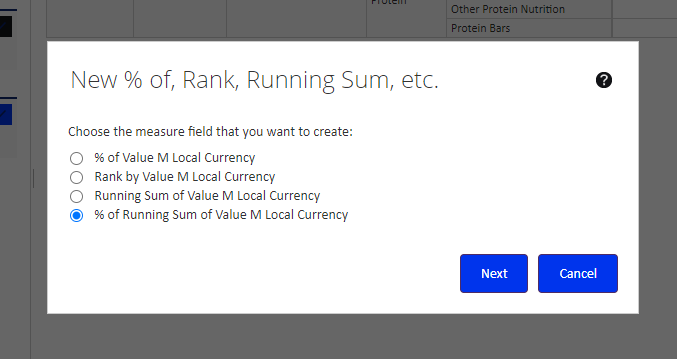 Protein
Other Protein Nutrition
Protein Bars
New % of, Rank, Running Sum, etc.
?
Choose the measure field that you want to create:
% of Value M Local Currency
Rank by Value M Local Currency
Running Sum of Value M Local Currency
% of Running Sum of Value M Local Currency
Next
Cancel